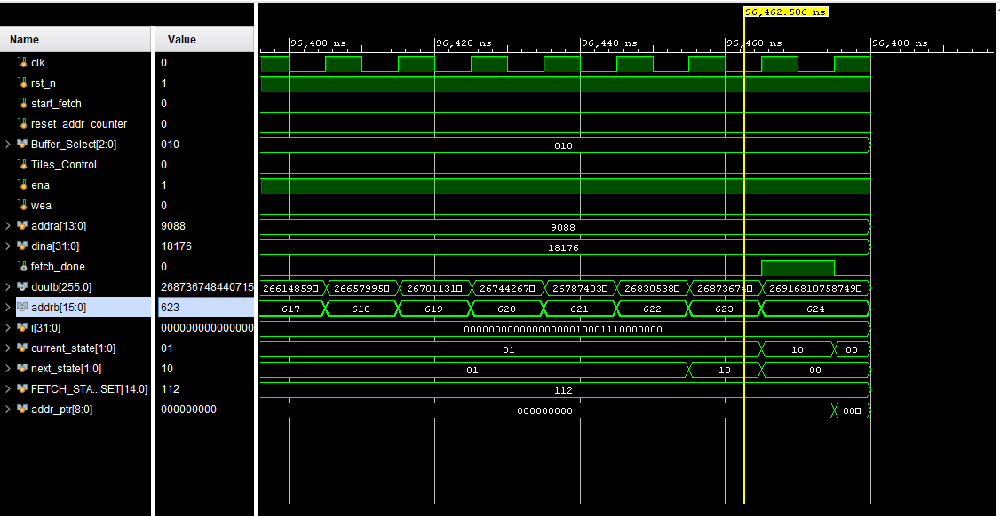 96,462.586 ns
Name Value 96,400 ns 96,420 ns 96,440 ns 96,460 ns 96,480 ns
clk 0
rst_n 1
start_fetch 0
reset_addr_counter 0
Buffer_Select[2:0] 010 010
Tiles_Control 0
ena 1
wea 0
addra[13:0] 9088 9088
dina[31:0] 18176 18176
fetch_done 0
doutb[255:0] 268736748440715 26614859 26657995 26701131 26744267 26787403 26830538 26873674 26916810758749
addrb[15:0] 623 617 618 619 620 621 622 623 624
i[31:0] 000000000000000 00000000000000000010001110000000
current_state[1:0] 01 01 10 00
next_state[1:0] 10 01 10 00
FETCH_STA...SET[14:0] 112 112
addr_ptr[8:0] 000000000 000000000 00